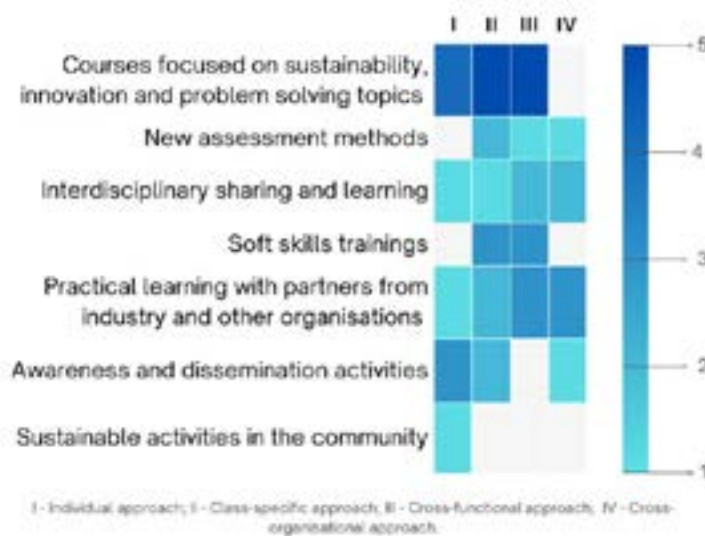 I II III IV
Courses focused on sustainability,
innovation and problem solving topics
New assessment methods
Interdisciplinary sharing and learning
Soft skills trainings
Practical learning with partners from
industry and other organisations
Awareness and dissemination activities
Sustainable activities in the community
5
4
3
2
1
I - Individual approach; II - Class-specific approach; III - Cross-functional approach; IV - Cross-
organisational approach.